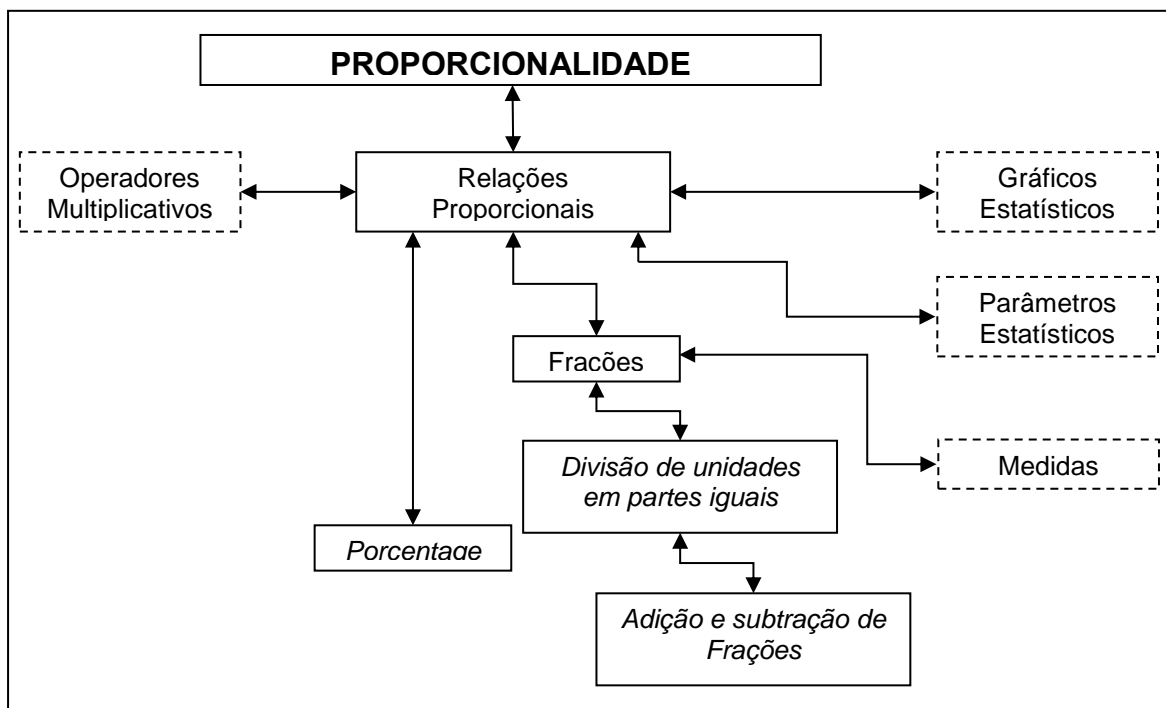 PROPORCIONALIDADE
Operadores
Multiplicativos
Relações
Proporcionais
Gráficos
Estatísticos
Parâmetros
Estatísticos
Frações
Medidas
Divisão de unidades
em partes iguais
Porcentage
Adição e subtração de
Frações